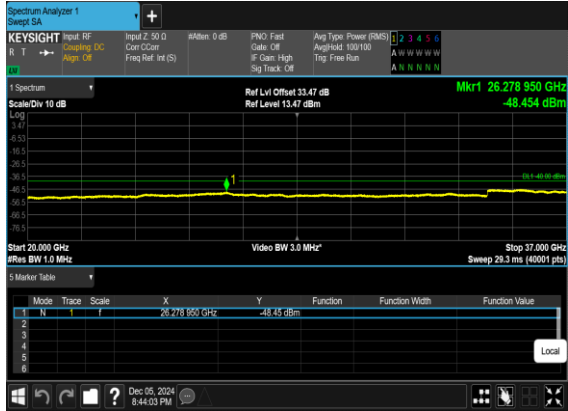 Spectrum Analyzer 1
Swept SA
+
KEYSIGHT Input: RF Input Z: 50 Ω #Atten: 0 dB PNO: Fast Avg Type: Power (RMS) 1 2 3 4 5 6
R T Coupling: DC Corr CCorr Gate: Off Avg|Hold: 100/100 A W W W W W
Align: Off Freq Ref: Int (S) IF Gain: High Trig: Free Run
LXI Sig Track: Off A N N N N N
1 Spectrum Ref Lvl Offset 33.47 dB Mkr1 26.278 950 GHz
Scale/Div 10 dB Ref Level 13.47 dBm -48.454 dBm
Log
3.47
-6.53
-16.5
-26.5
-36.5 1 DL1 -40.00 dBm
-46.5
-56.5
-66.5
-76.5
Start 20.000 GHz Video BW 3.0 MHz* Stop 37.000 GHz
#Res BW 1.0 MHz Sweep 29.3 ms (40001 pts)
5 Marker Table
Mode Trace Scale X Y Function Function Width Function Value
1 N 1 f 26.278 950 GHz -48.45 dBm
2
3
4
5
6
Local
? Dec 05, 2024
8:44:03 PM